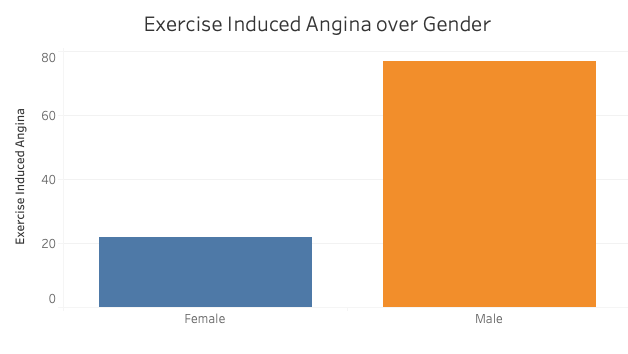 Exercise Induced Angina over Gender
Exercise Induced Angina
80
60
40
20
0
Female
Male